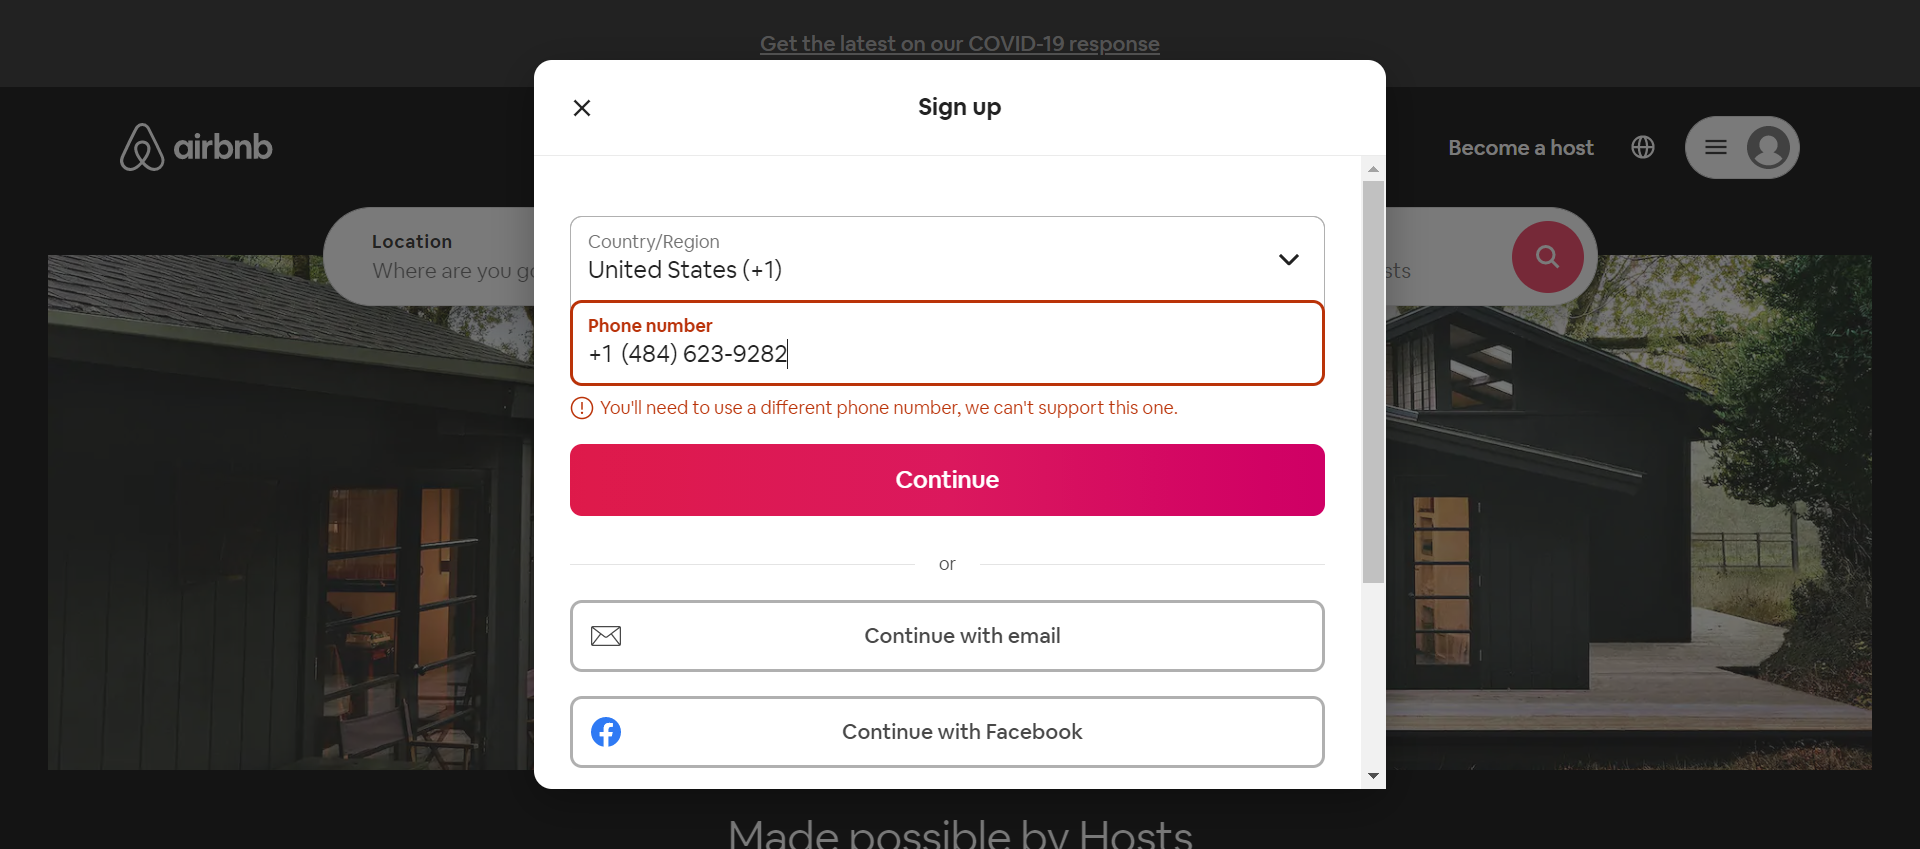 Get the latest on our COVID-19 response
Sign up
airbnb
Become a host
Location
Where are you
Country/Region
United States (+1)
Phone number
+1 (484) 623-9282
You'll need to use a different phone number, we can't support this one.
Continue
or
Continue with email
Continue with Facebook
Made possible by Hosts